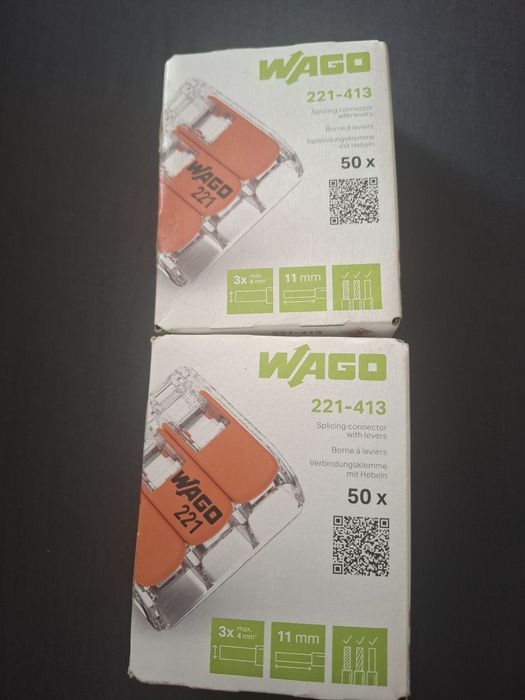 WAGO
221-413
Splicing connector
with levers
Borne à leviers
Verbindungsklemme
mit Hebeln
50 x
WAGO
221
3x max.
4 mm²
11 mm
221-413
WAGO
221-413
Splicing connector
with levers
Borne à leviers
Verbindungsklemme
mit Hebeln
50 x
WAGO
221
3x max.
4 mm²
11 mm